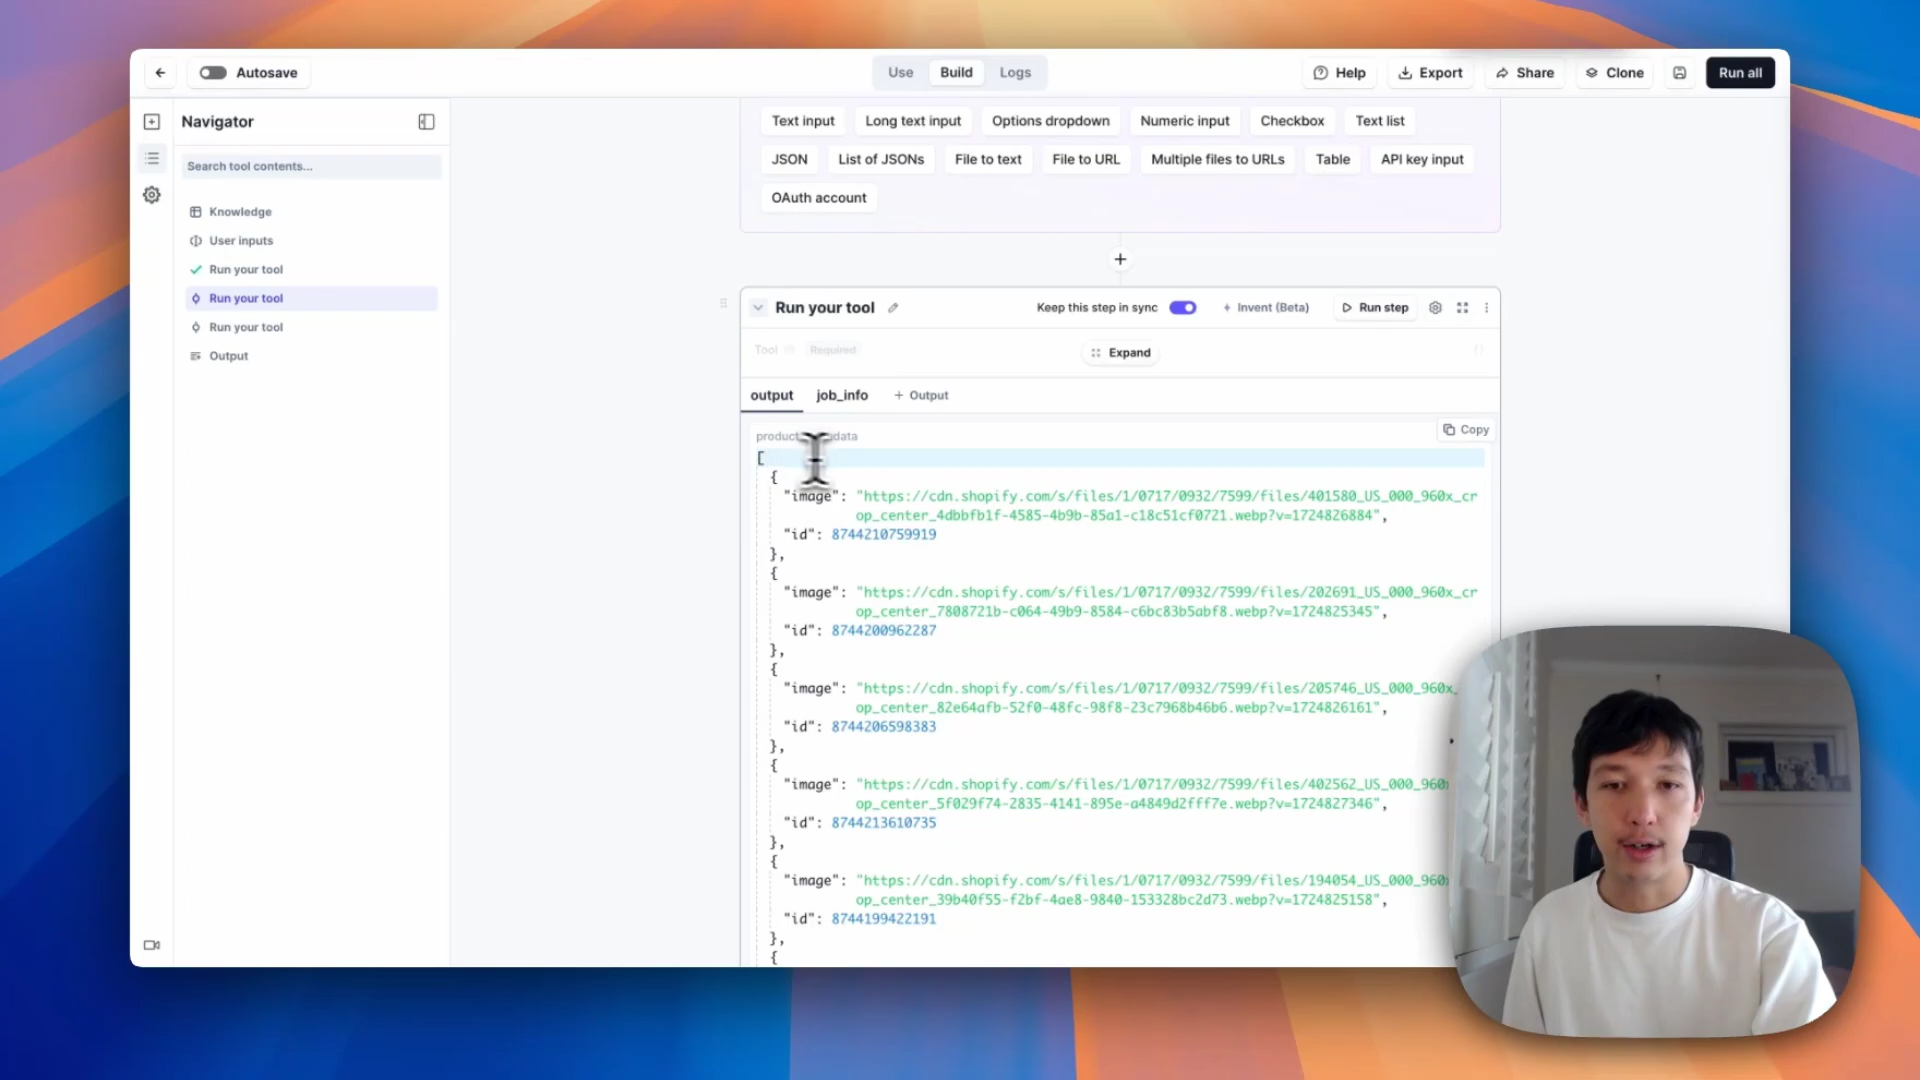 Autosave
Use Build Logs
Help Export Share Clone Run all
Navigator
Search tool contents...
Knowledge
User inputs
Run your tool
Run your tool
Run your tool
Output
Text input Long text input Options dropdown Numeric input Checkbox Text list
JSON List of JSONs File to text File to URL Multiple files to URLs Table API key input
OAuth account
Run your tool Keep this step in sync Invent (Beta) Run step
Tool Required Expand
output job_info + Output
Copy
[
{
"image": "https://cdn.shopify.com/s/files/1/0717/0932/7599/files/401580_US_000_960x_cr
op_center_4dbbfb1f-4585-4b9b-85a1-c18c51cf0721.webp?v=1724826884",
"id": 8744210759919
},
{
"image": "https://cdn.shopify.com/s/files/1/0717/0932/7599/files/202691_US_000_960x_cr
op_center_7808721b-c064-49b9-8584-c6bc83b5abf8.webp?v=1724825345",
"id": 8744200962287
},
{
"image": "https://cdn.shopify.com/s/files/1/0717/0932/7599/files/205746_US_000_960x_
op_center_82e64afb-52f0-48fc-98f8-23c7968b46b6.webp?v=1724826161",
"id": 8744206598383
},
{
"image": "https://cdn.shopify.com/s/files/1/0717/0932/7599/files/402562_US_000_960x
op_center_5f029f74-2835-4141-895e-a4849d2fff7e.webp?v=1724827346",
"id": 8744213610735
},
{
"image": "https://cdn.shopify.com/s/files/1/0717/0932/7599/files/194054_US_000_960x
op_center_39b40f55-f2bf-4ae8-9840-153328bc2d73.webp?v=1724825158",
"id": 8744199422191
},
{